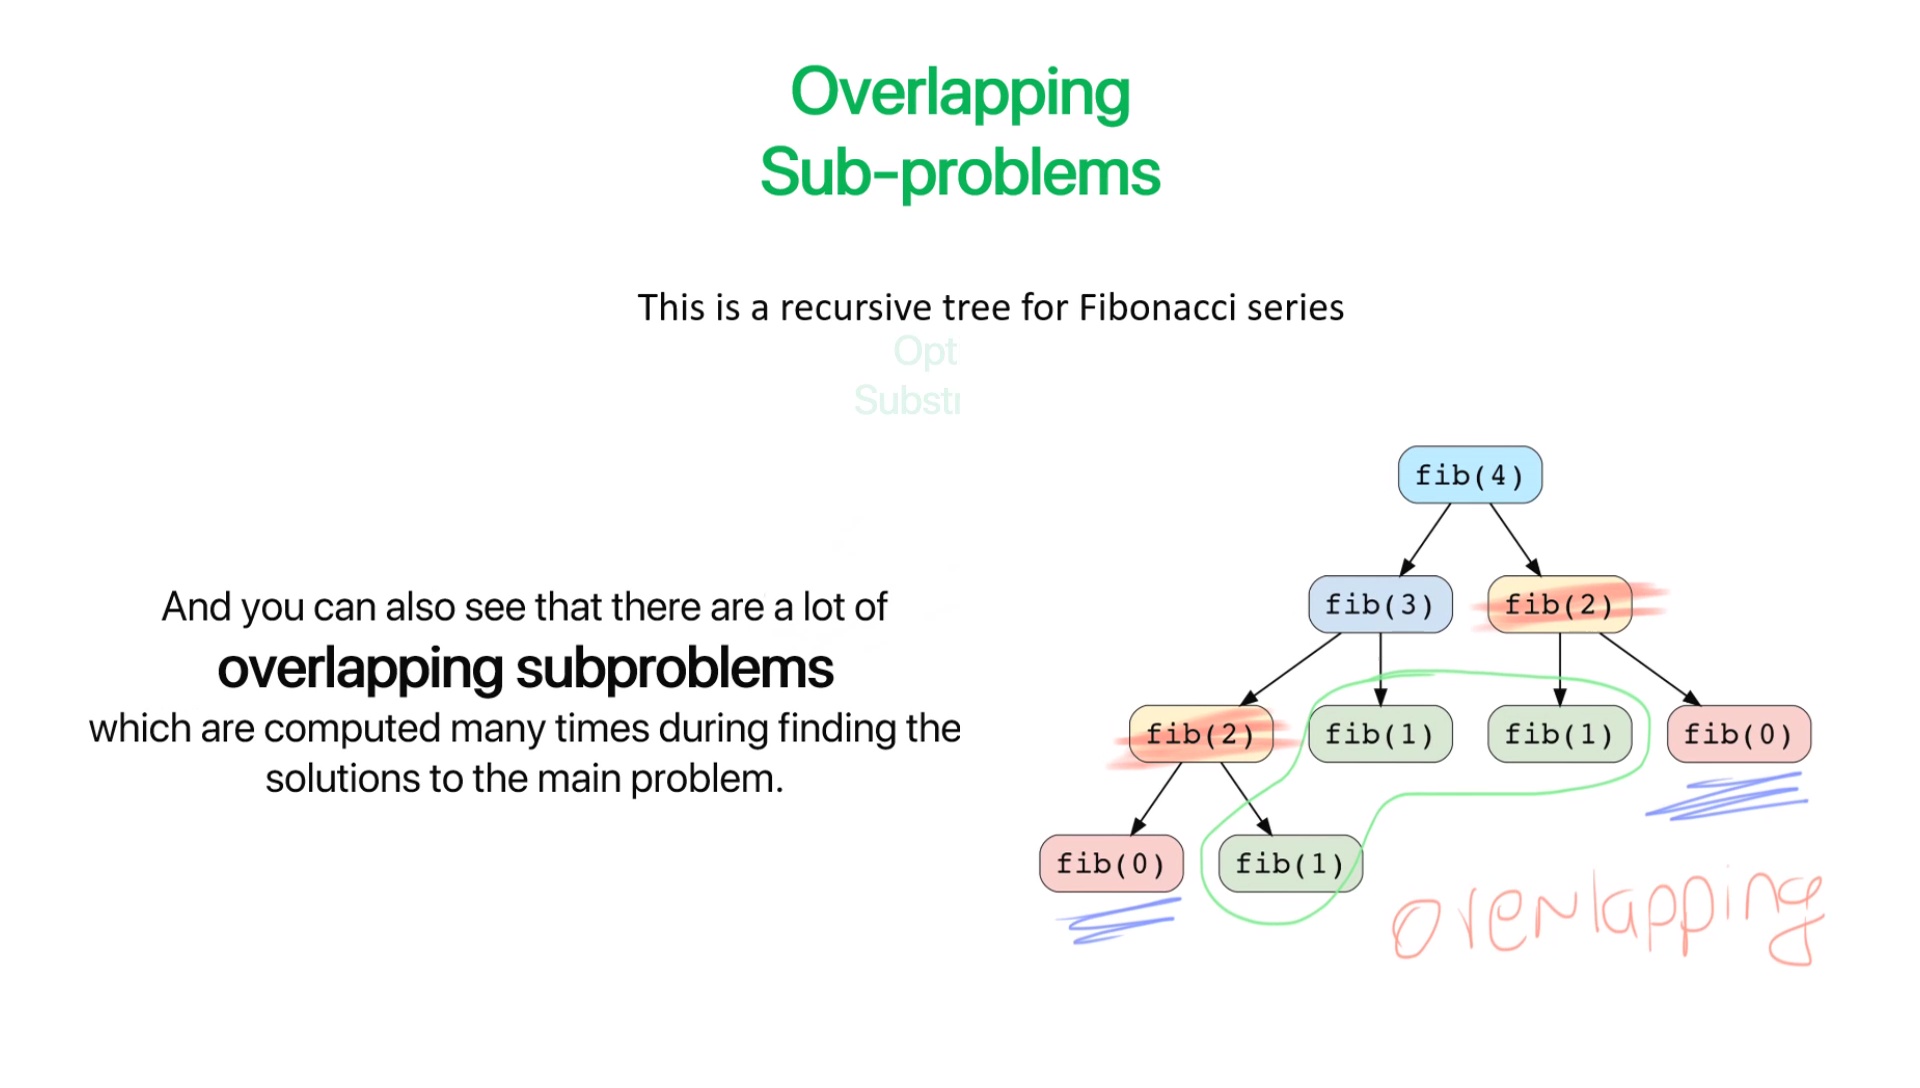 Overlapping
Sub-problems
This is a recursive tree for Fibonacci series
Opt
Substr
And you can also see that there are a lot of
overlapping subproblems
which are computed many times during finding the
solutions to the main problem.
fib(4)
fib(3) fib(2)
fib(2) fib(1) fib(1) fib(0)
fib(0) fib(1)
overlapping